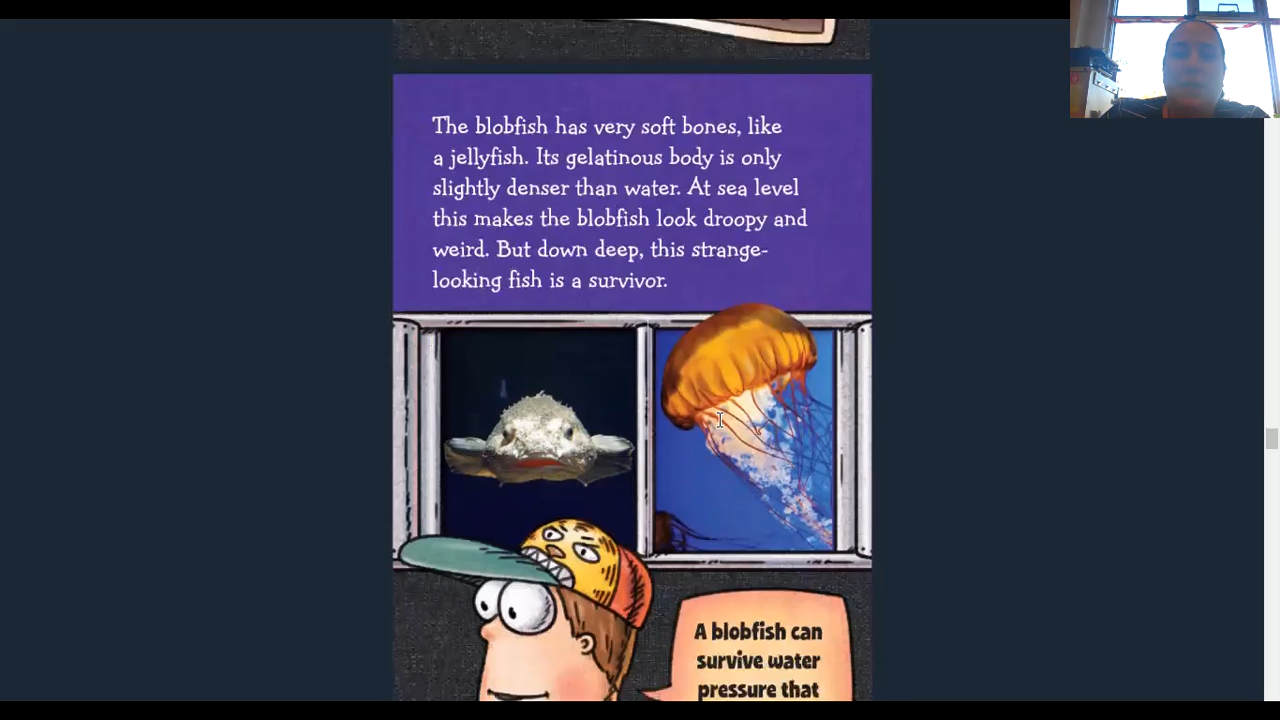 The blobfish has very soft bones, like
a jellyfish. Its gelatinous body is only
slightly denser than water. At sea level
this makes the blobfish look droopy and
weird. But down deep, this strange-
looking fish is a survivor.
A blobfish can
survive water
pressure that